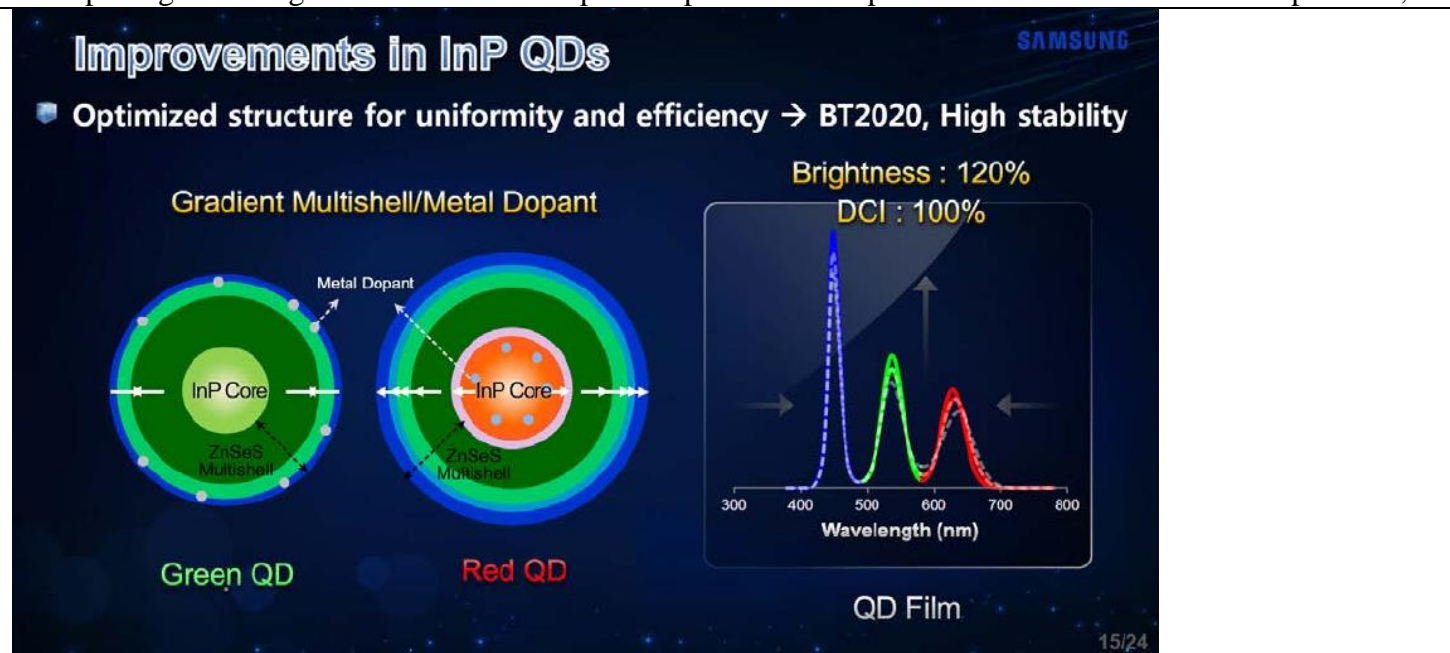 SAMSUNG
Improvements in InP QDs
Optimized structure for uniformity and efficiency → BT2020, High stability
Gradient Multishell/Metal Dopant
Brightness : 120%
DCI : 100%
Metal Dopant
InP Core
InP Core
ZnSeS
Multishell
ZnSeS
Multishell
300 400 500 600 700 800
Wavelength (nm)
Green QD
Red QD
QD Film
15/24